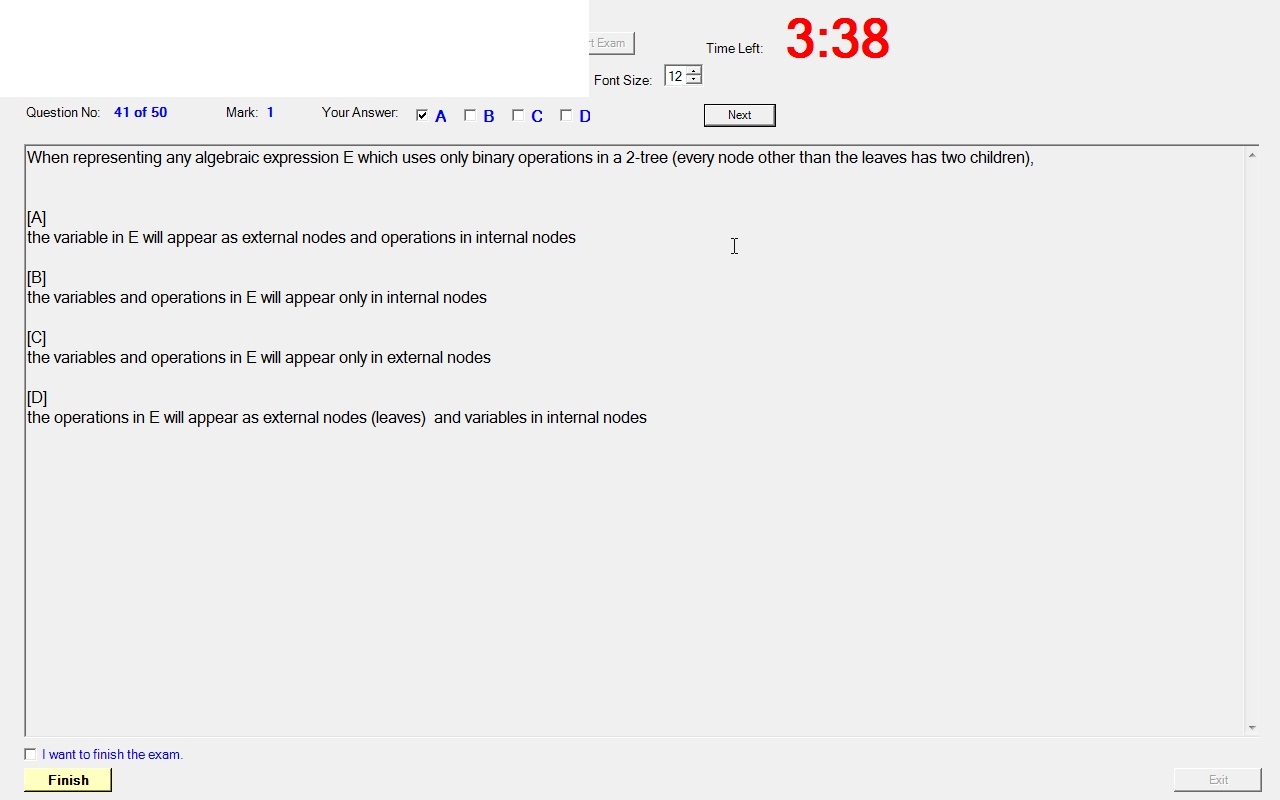 t Exam
Time Left: 3:38
Font Size: 12
Question No: 41 of 50 Mark: 1 Your Answer: A B C D Next
When representing any algebraic expression E which uses only binary operations in a 2-tree (every node other than the leaves has two children),
[A]
the variable in E will appear as external nodes and operations in internal nodes
[B]
the variables and operations in E will appear only in internal nodes
[C]
the variables and operations in E will appear only in external nodes
[D]
the operations in E will appear as external nodes (leaves) and variables in internal nodes
I want to finish the exam.
Finish Exit